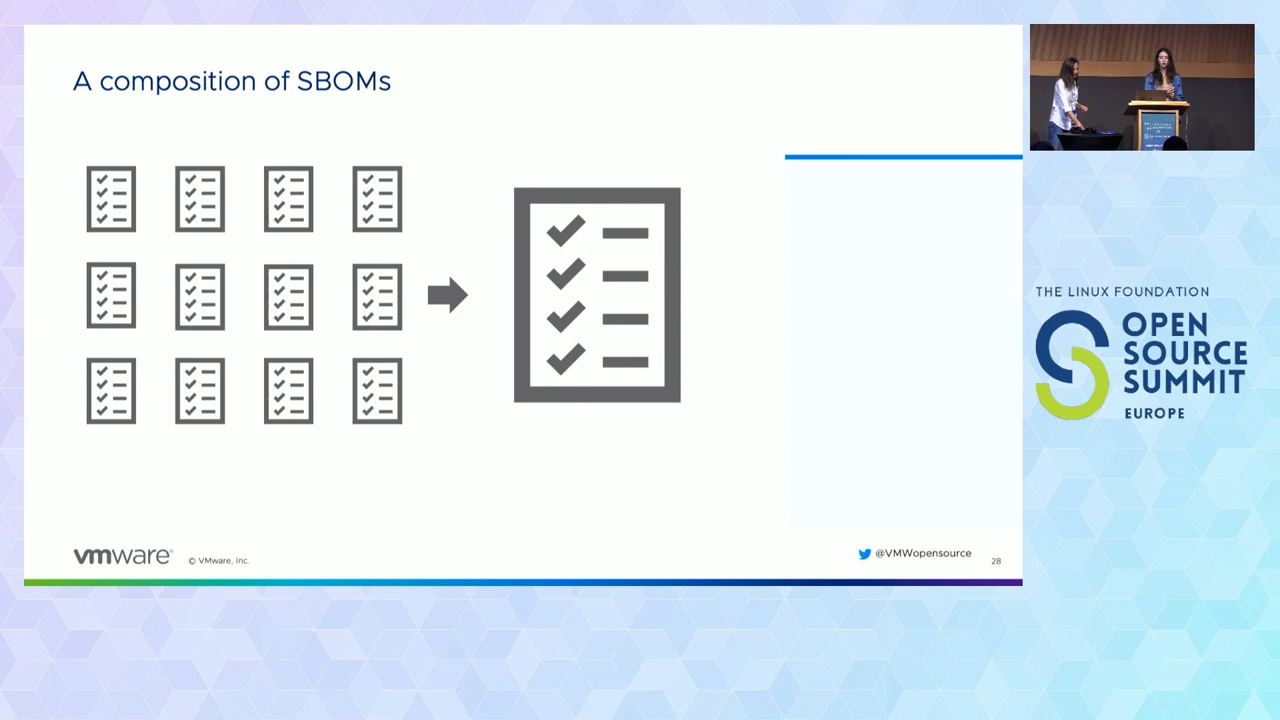 A composition of SBOMs
vmware®
© VMware, Inc.
@VMWopensource
28
THE LINUX FOUNDATION
OPEN
SOURCE
SUMMIT
EUROPE